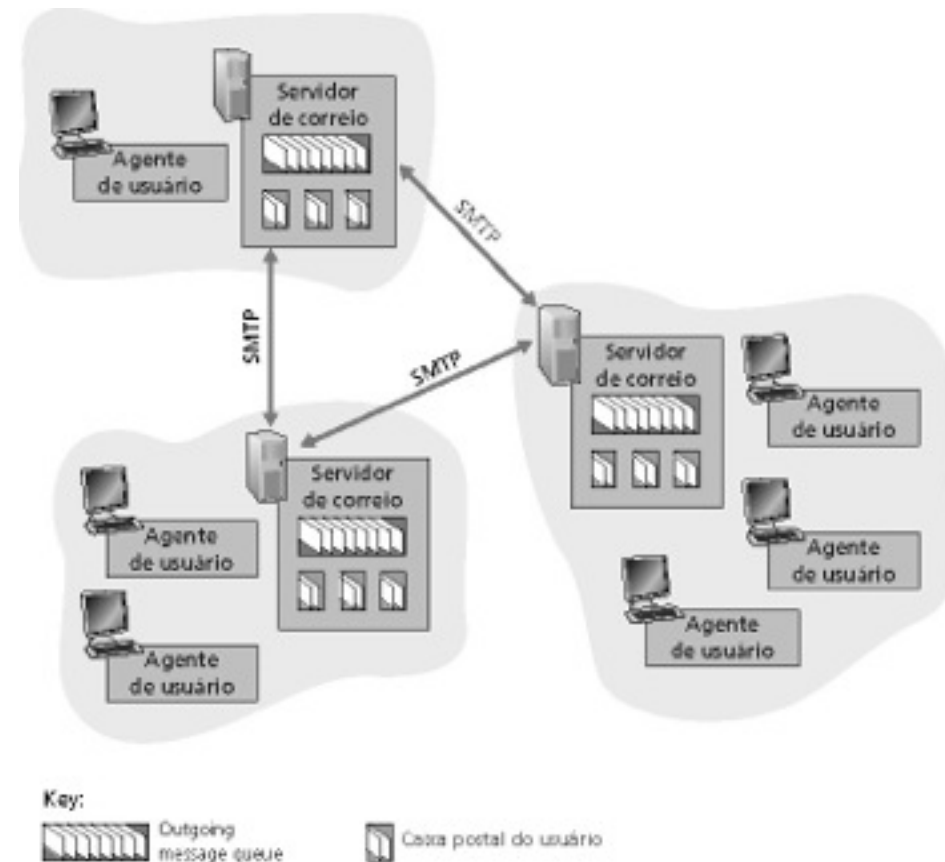 Servidor
de correio
Agente
de usuário
SMTP
SMTP
SMTP
Servidor
de correio
Agente
de usuário
Servidor
de correio
Agente
de usuário
Agente
de usuário
Agente
de usuário
Agente
de usuário
Key:
Outgoing
message queue
Caixa postal do usuário